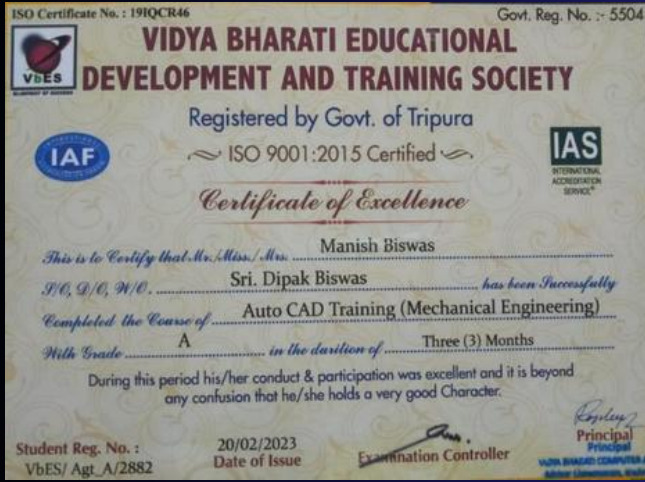 ISO Certificate No. : 19IQCR46
Govt. Reg. No. :- 5504
VbES
VIDYA BHARATI EDUCATIONAL
DEVELOPMENT AND TRAINING SOCIETY
Registered by Govt. of Tripura
IAF
ISO 9001:2015 Certified
IAS
INTERNATIONAL
ACCREDITATION
SERVICE
Certificate of Excellence
This is to Certify that Mr./Miss./ Mrs. Manish Biswas
S/O, D/O, W/O. Sri. Dipak Biswas has been Successfully
Completed the Course of Auto CAD Training (Mechanical Engineering)
With Grade A in the durition of Three (3) Months
During this period his/her conduct & participation was excellent and it is beyond
any confusion that he/she holds a very good Character.
Student Reg. No. :
VbES/ Agt_A/2882
20/02/2023
Date of Issue
Examination Controller
Principal
Principal